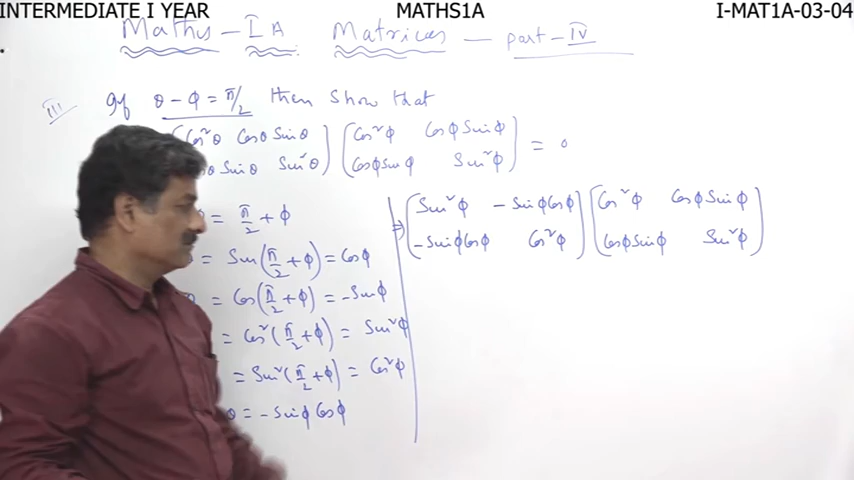 INTERMEDIATE I YEAR MATHS1A I-MAT1A-03-04
Maths - I A Matrices - part - IV
III If θ - φ = π/2 then show that
Cos²θ Cosθ Sinθ Cos²φ Cosφ Sinφ
Sinθ Sin²θ Cosφ Sinφ Sin²φ = 0
= π/2 + φ
= Sin(π/2 + φ) = Cosφ
= Cos(π/2 + φ) = -Sinφ
= Cos²(π/2 + φ) = Sin²φ
= Sin²(π/2 + φ) = Cos²φ
θ = -Sinφ Cosφ
⇒ Sin²φ -Sinφ Cosφ Cos²φ Cosφ Sinφ
-Sinφ Cosφ Cos²φ Cosφ Sinφ Sin²φ